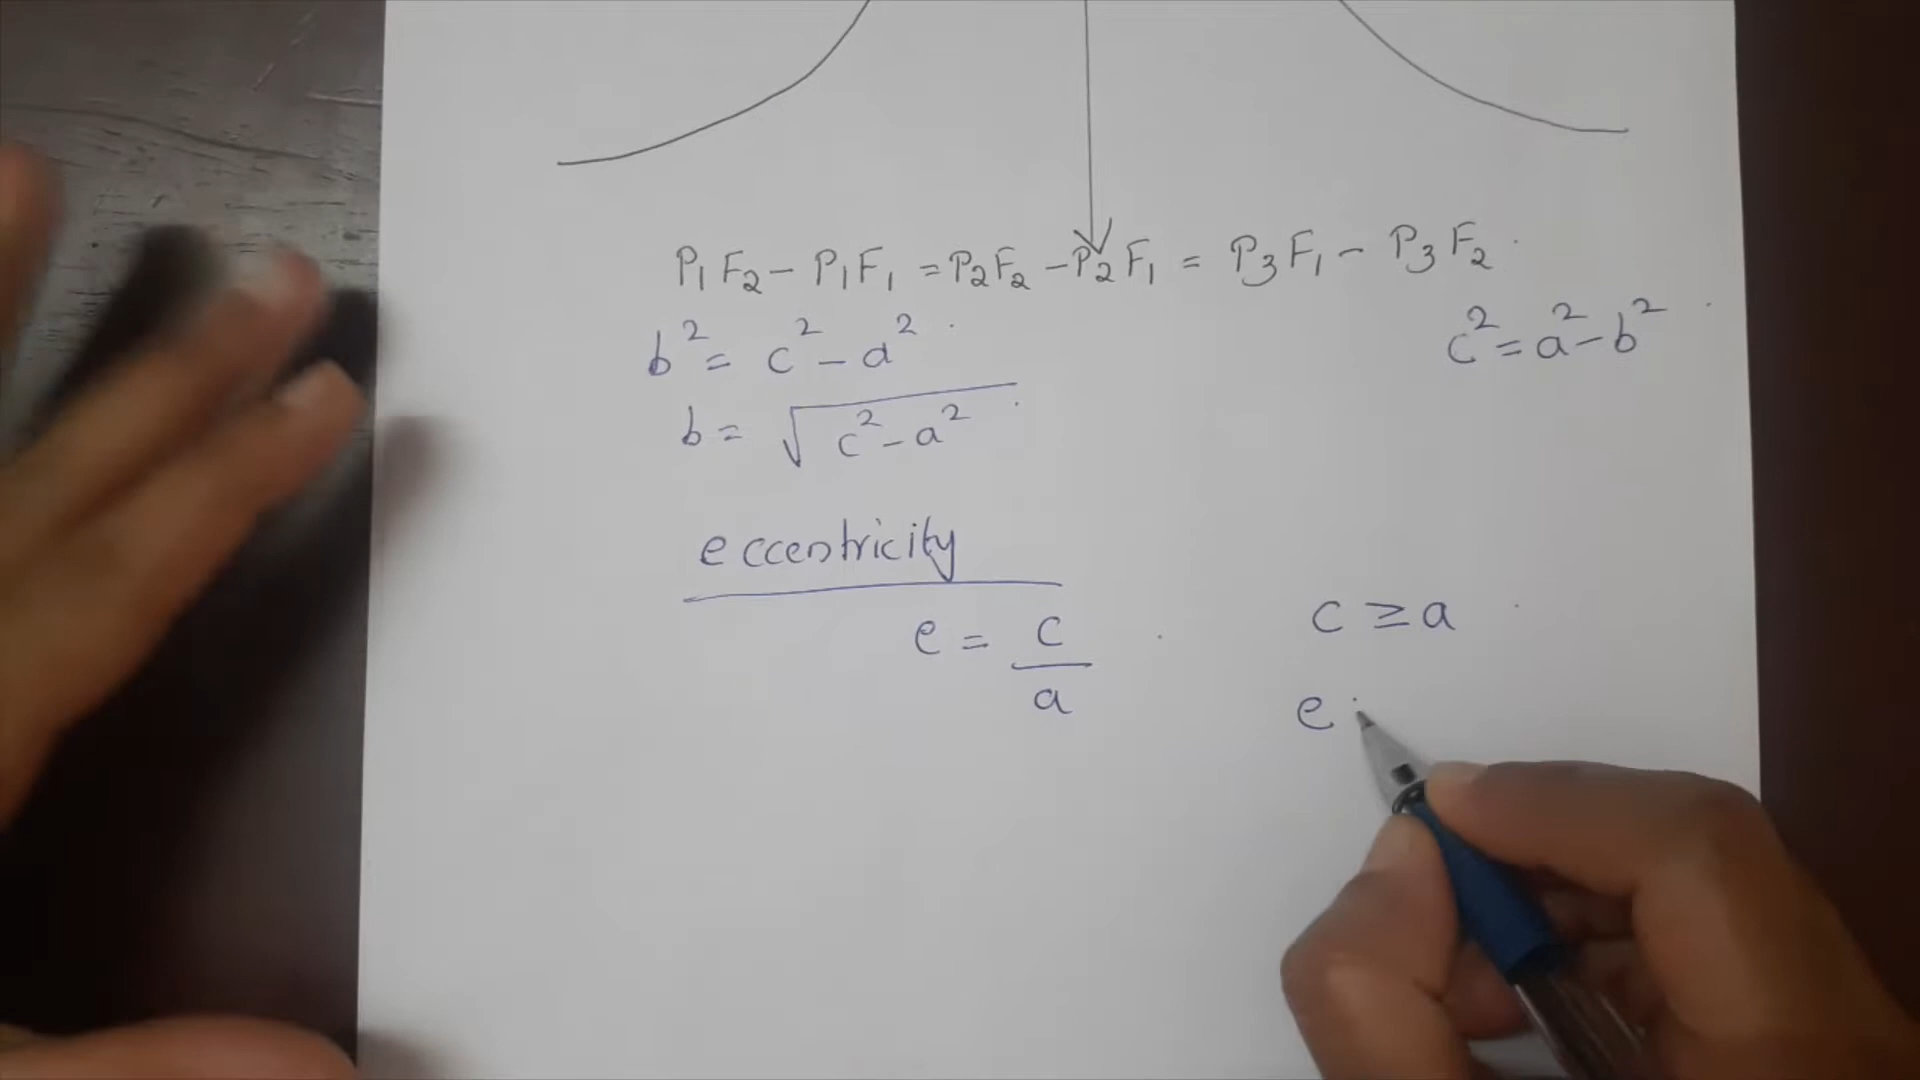 P₁F₂ - P₁F₁ = P₂F₂ - P₂F₁ = P₃F₁ - P₃F₂
b² = c² - a²
c² = a² - b²
b = √(c² - a²)
eccentricity
e = c/a
c ≥ a
e